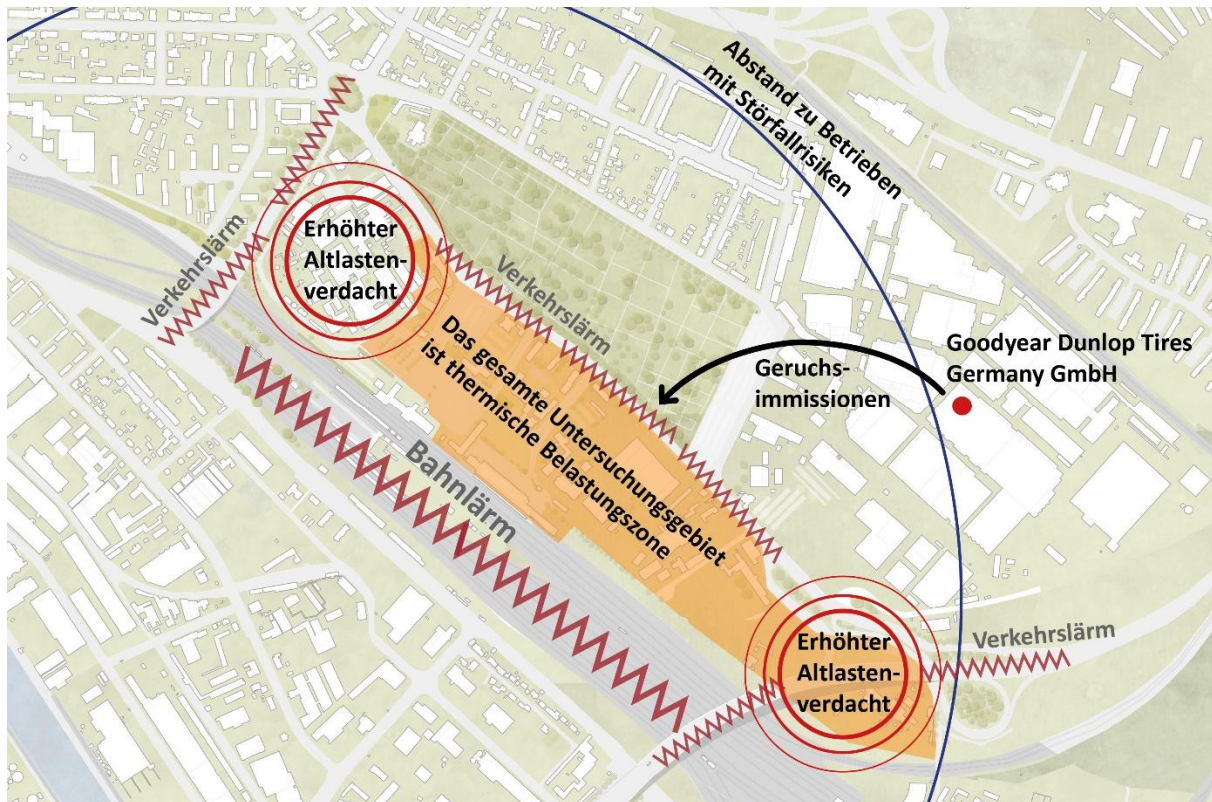 Abstand zu Betrieben
mit Störfallrisiken
Verkehrslärm
Erhöhter
Altlasten-
verdacht
Verkehrslärm
Das gesamte Untersuchungsgebiet
ist thermische Belastungszone
Geruchs-
immissionen
Goodyear Dunlop Tires
Germany GmbH
Bahnlärm
Erhöhter
Altlasten-
verdacht
Verkehrslärm